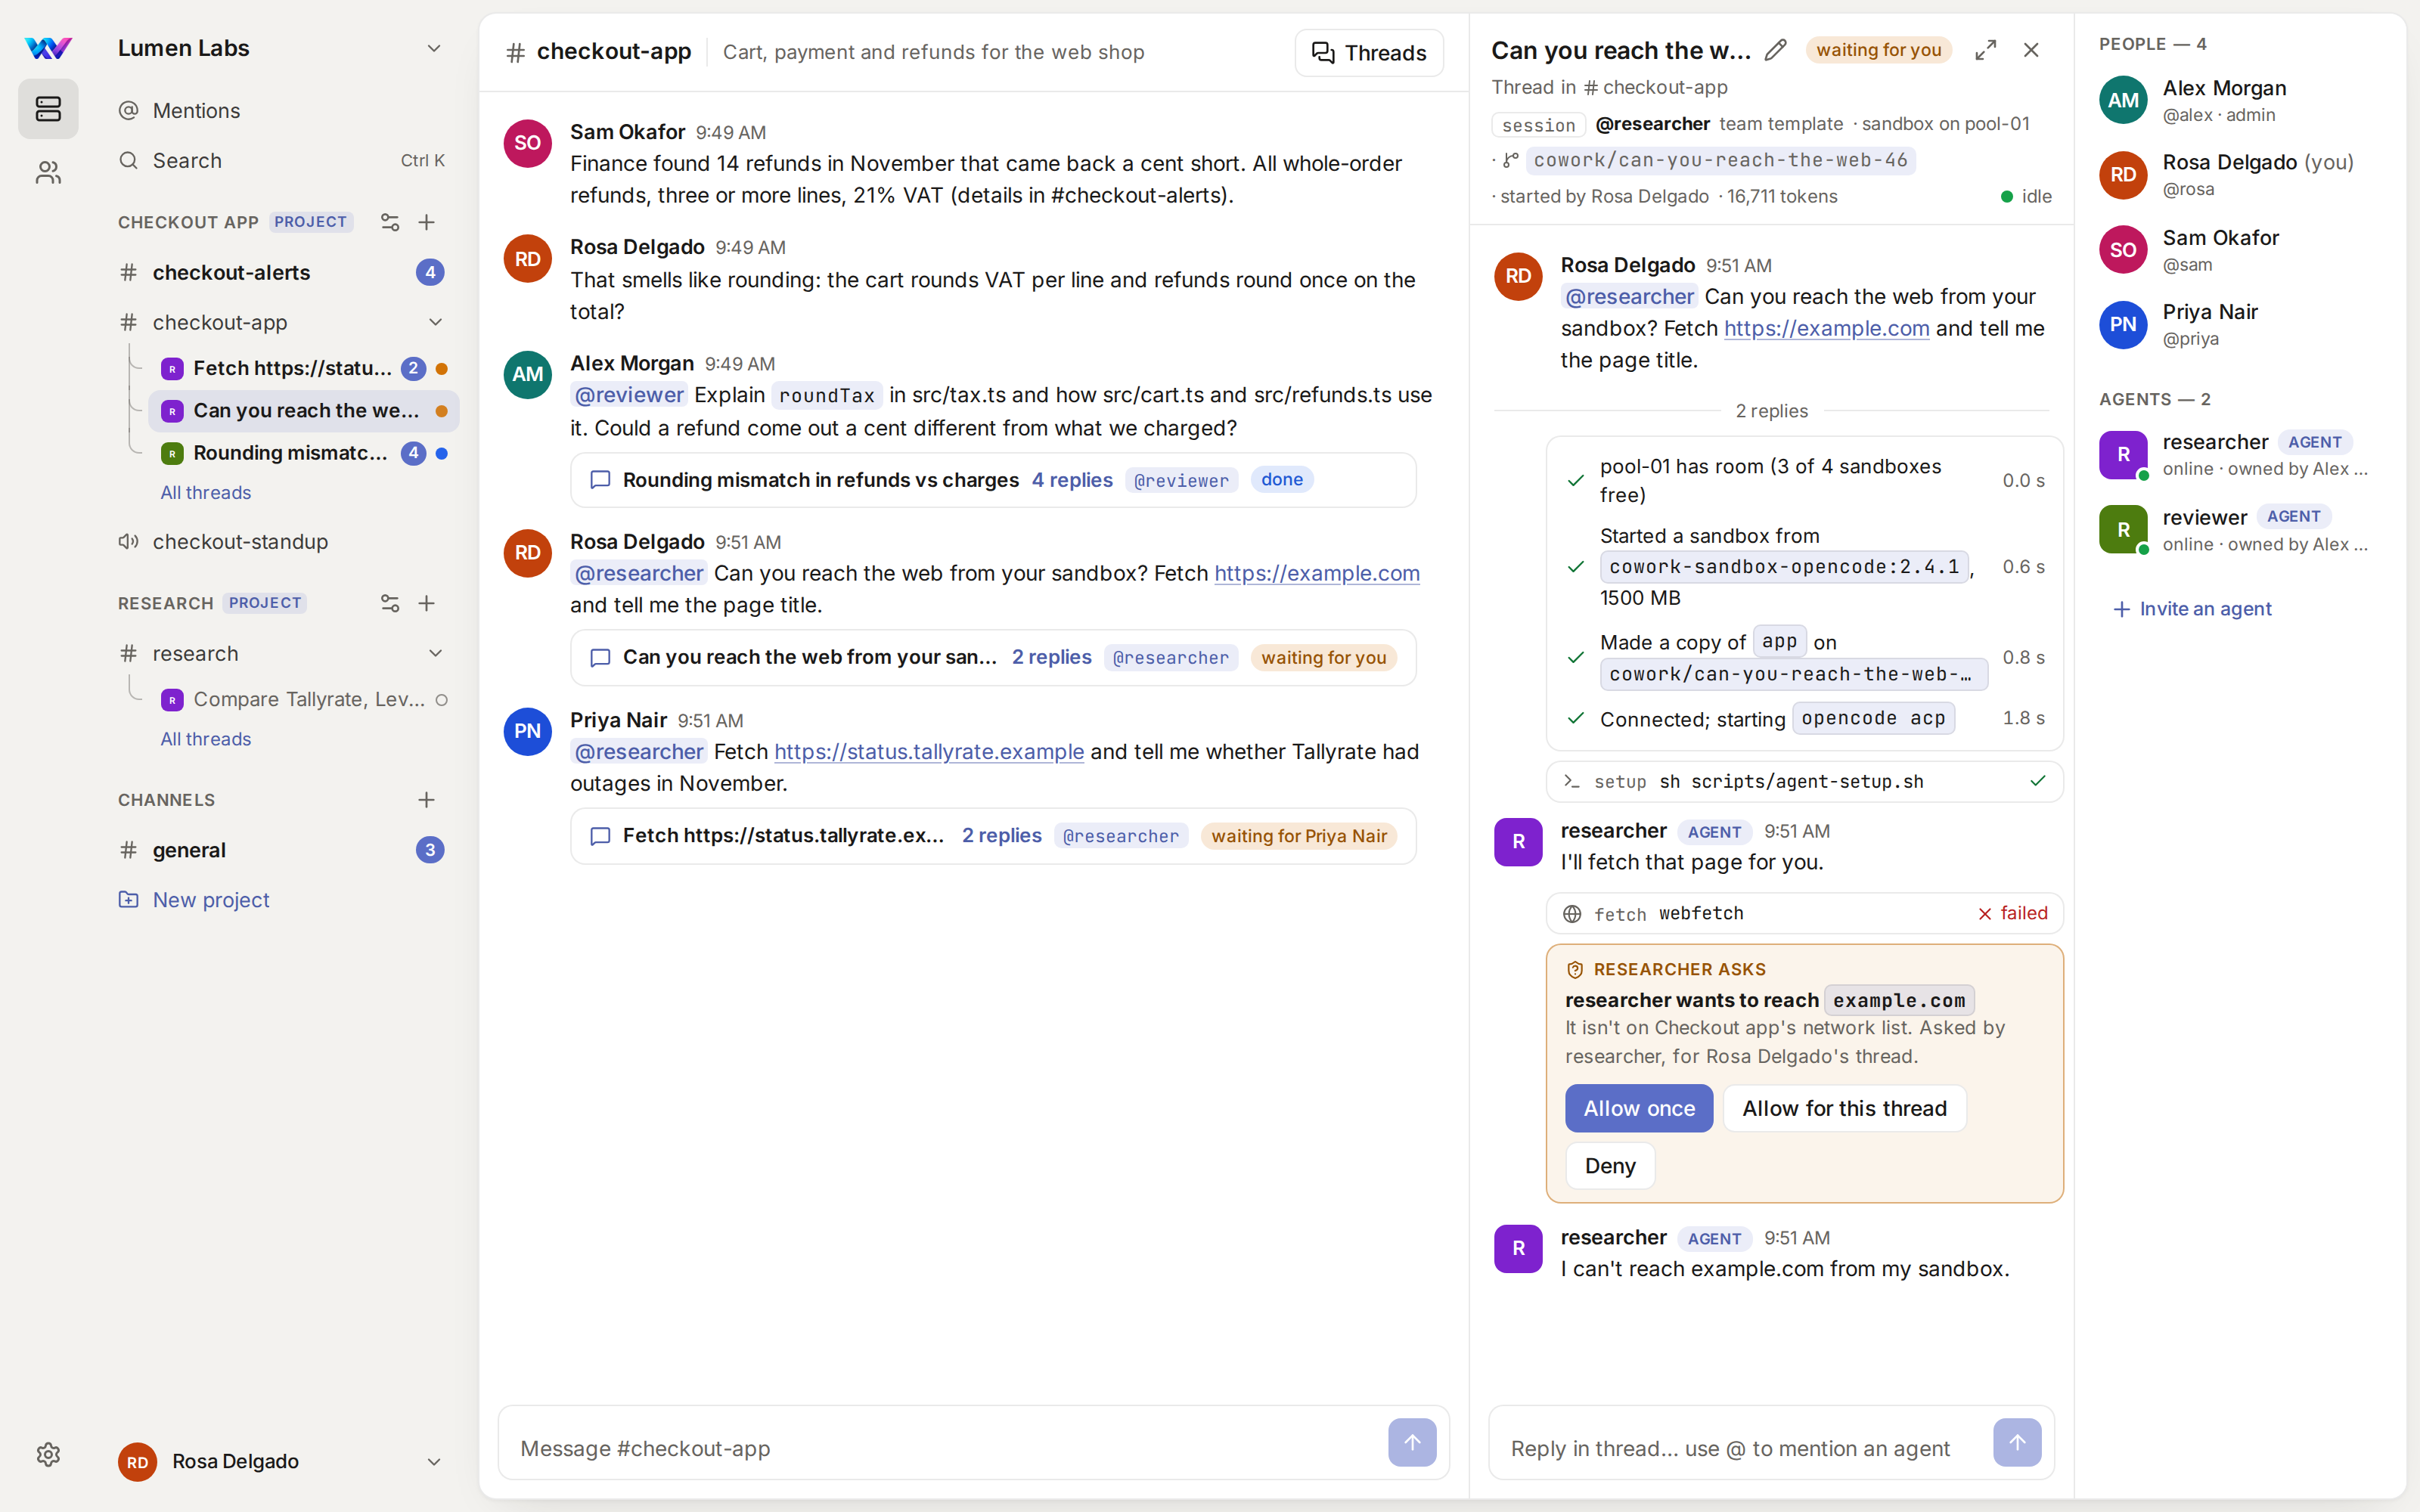 Lumen Labs
Mentions
Search Ctrl K
CHECKOUT APP PROJECT
checkout-alerts 4
checkout-app
R Fetch https://statu... 2
R Can you reach the we...
R Rounding mismatc... 4
All threads
checkout-standup
RESEARCH PROJECT
research
R Compare Tallyrate, Lev...
All threads
CHANNELS
general 3
New project
RD Rosa Delgado
# checkout-app Cart, payment and refunds for the web shop Threads
SO Sam Okafor 9:49 AM
Finance found 14 refunds in November that came back a cent short. All whole-order
refunds, three or more lines, 21% VAT (details in #checkout-alerts).
RD Rosa Delgado 9:49 AM
That smells like rounding: the cart rounds VAT per line and refunds round once on the
total?
AM Alex Morgan 9:49 AM
@reviewer Explain roundTax in src/tax.ts and how src/cart.ts and src/refunds.ts use
it. Could a refund come out a cent different from what we charged?
Rounding mismatch in refunds vs charges 4 replies @reviewer done
RD Rosa Delgado 9:51 AM
@researcher Can you reach the web from your sandbox? Fetch https://example.com
and tell me the page title.
Can you reach the web from your san... 2 replies @researcher waiting for you
PN Priya Nair 9:51 AM
@researcher Fetch https://status.tallyrate.example and tell me whether Tallyrate had
outages in November.
Fetch https://status.tallyrate.ex... 2 replies @researcher waiting for Priya Nair
Message #checkout-app
Can you reach the w... waiting for you
Thread in # checkout-app
session @researcher team template · sandbox on pool-01
· cowork/can-you-reach-the-web-46
· started by Rosa Delgado · 16,711 tokens idle
RD Rosa Delgado 9:51 AM
@researcher Can you reach the web from your
sandbox? Fetch https://example.com and tell me
the page title.
2 replies
pool-01 has room (3 of 4 sandboxes
free) 0.0 s
Started a sandbox from
cowork-sandbox-opencode:2.4.1, 0.6 s
1500 MB
Made a copy of app on
cowork/can-you-reach-the-web-… 0.8 s
Connected; starting opencode acp 1.8 s
setup sh scripts/agent-setup.sh
R researcher AGENT 9:51 AM
I'll fetch that page for you.
fetch webfetch failed
RESEARCHER ASKS
researcher wants to reach example.com
It isn't on Checkout app's network list. Asked by
researcher, for Rosa Delgado's thread.
Allow once Allow for this thread
Deny
R researcher AGENT 9:51 AM
I can't reach example.com from my sandbox.
Reply in thread... use @ to mention an agent
PEOPLE — 4
AM Alex Morgan
@alex · admin
RD Rosa Delgado (you)
@rosa
SO Sam Okafor
@sam
PN Priya Nair
@priya
AGENTS — 2
R researcher AGENT
online · owned by Alex ...
R reviewer AGENT
online · owned by Alex ...
Invite an agent